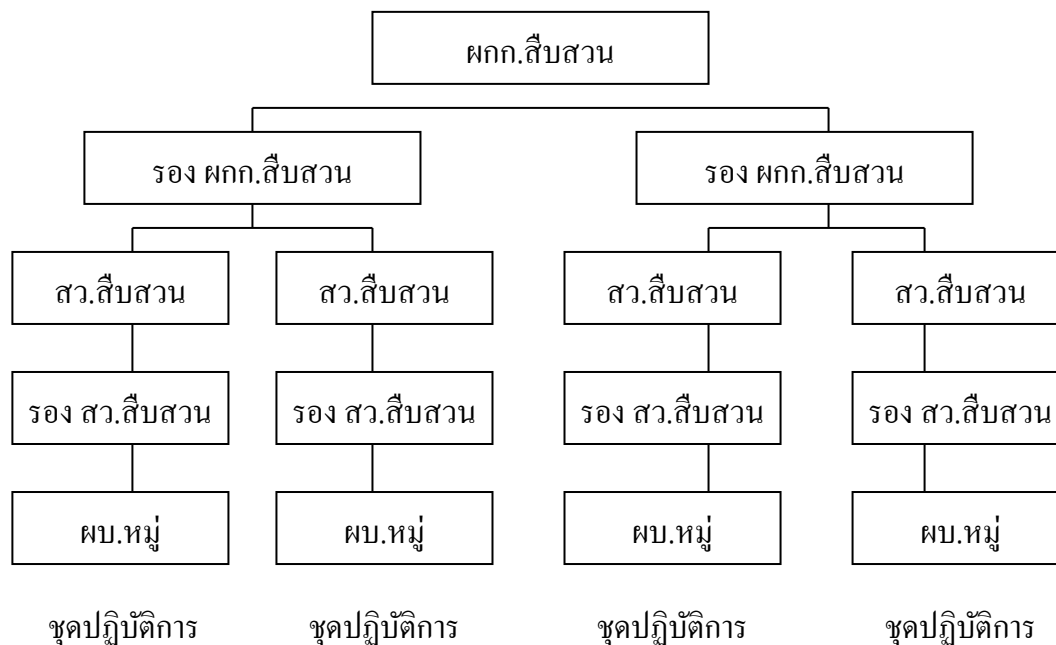 ผกก.สืบสวน
รอง ผกก.สืบสวน รอง ผกก.สืบสวน
สว.สืบสวน สว.สืบสวน สว.สืบสวน สว.สืบสวน
รอง สว.สืบสวน รอง สว.สืบสวน รอง สว.สืบสวน รอง สว.สืบสวน
ผบ.หมู่ ผบ.หมู่ ผบ.หมู่ ผบ.หมู่
ชุดปฏิบัติการ ชุดปฏิบัติการ ชุดปฏิบัติการ ชุดปฏิบัติการ